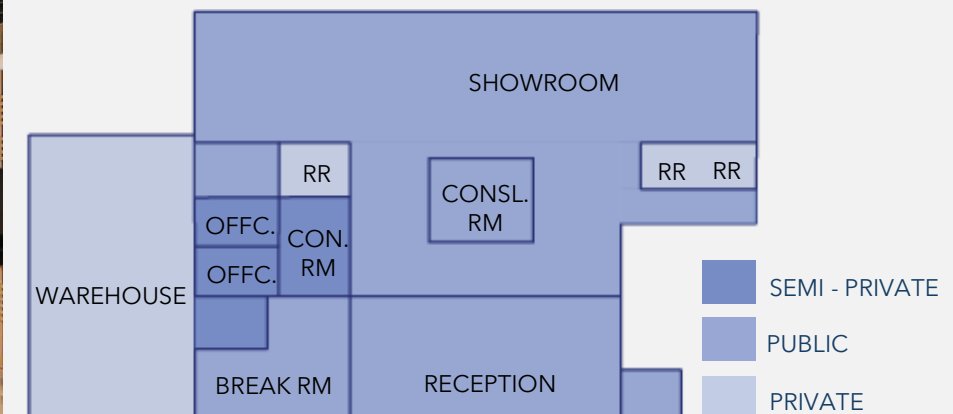 SHOWROOM
RR
RR RR
CONSL.
RM
OFFC.
CON.
RM
OFFC.
WAREHOUSE
SEMI - PRIVATE
PUBLIC
BREAK RM
RECEPTION
PRIVATE